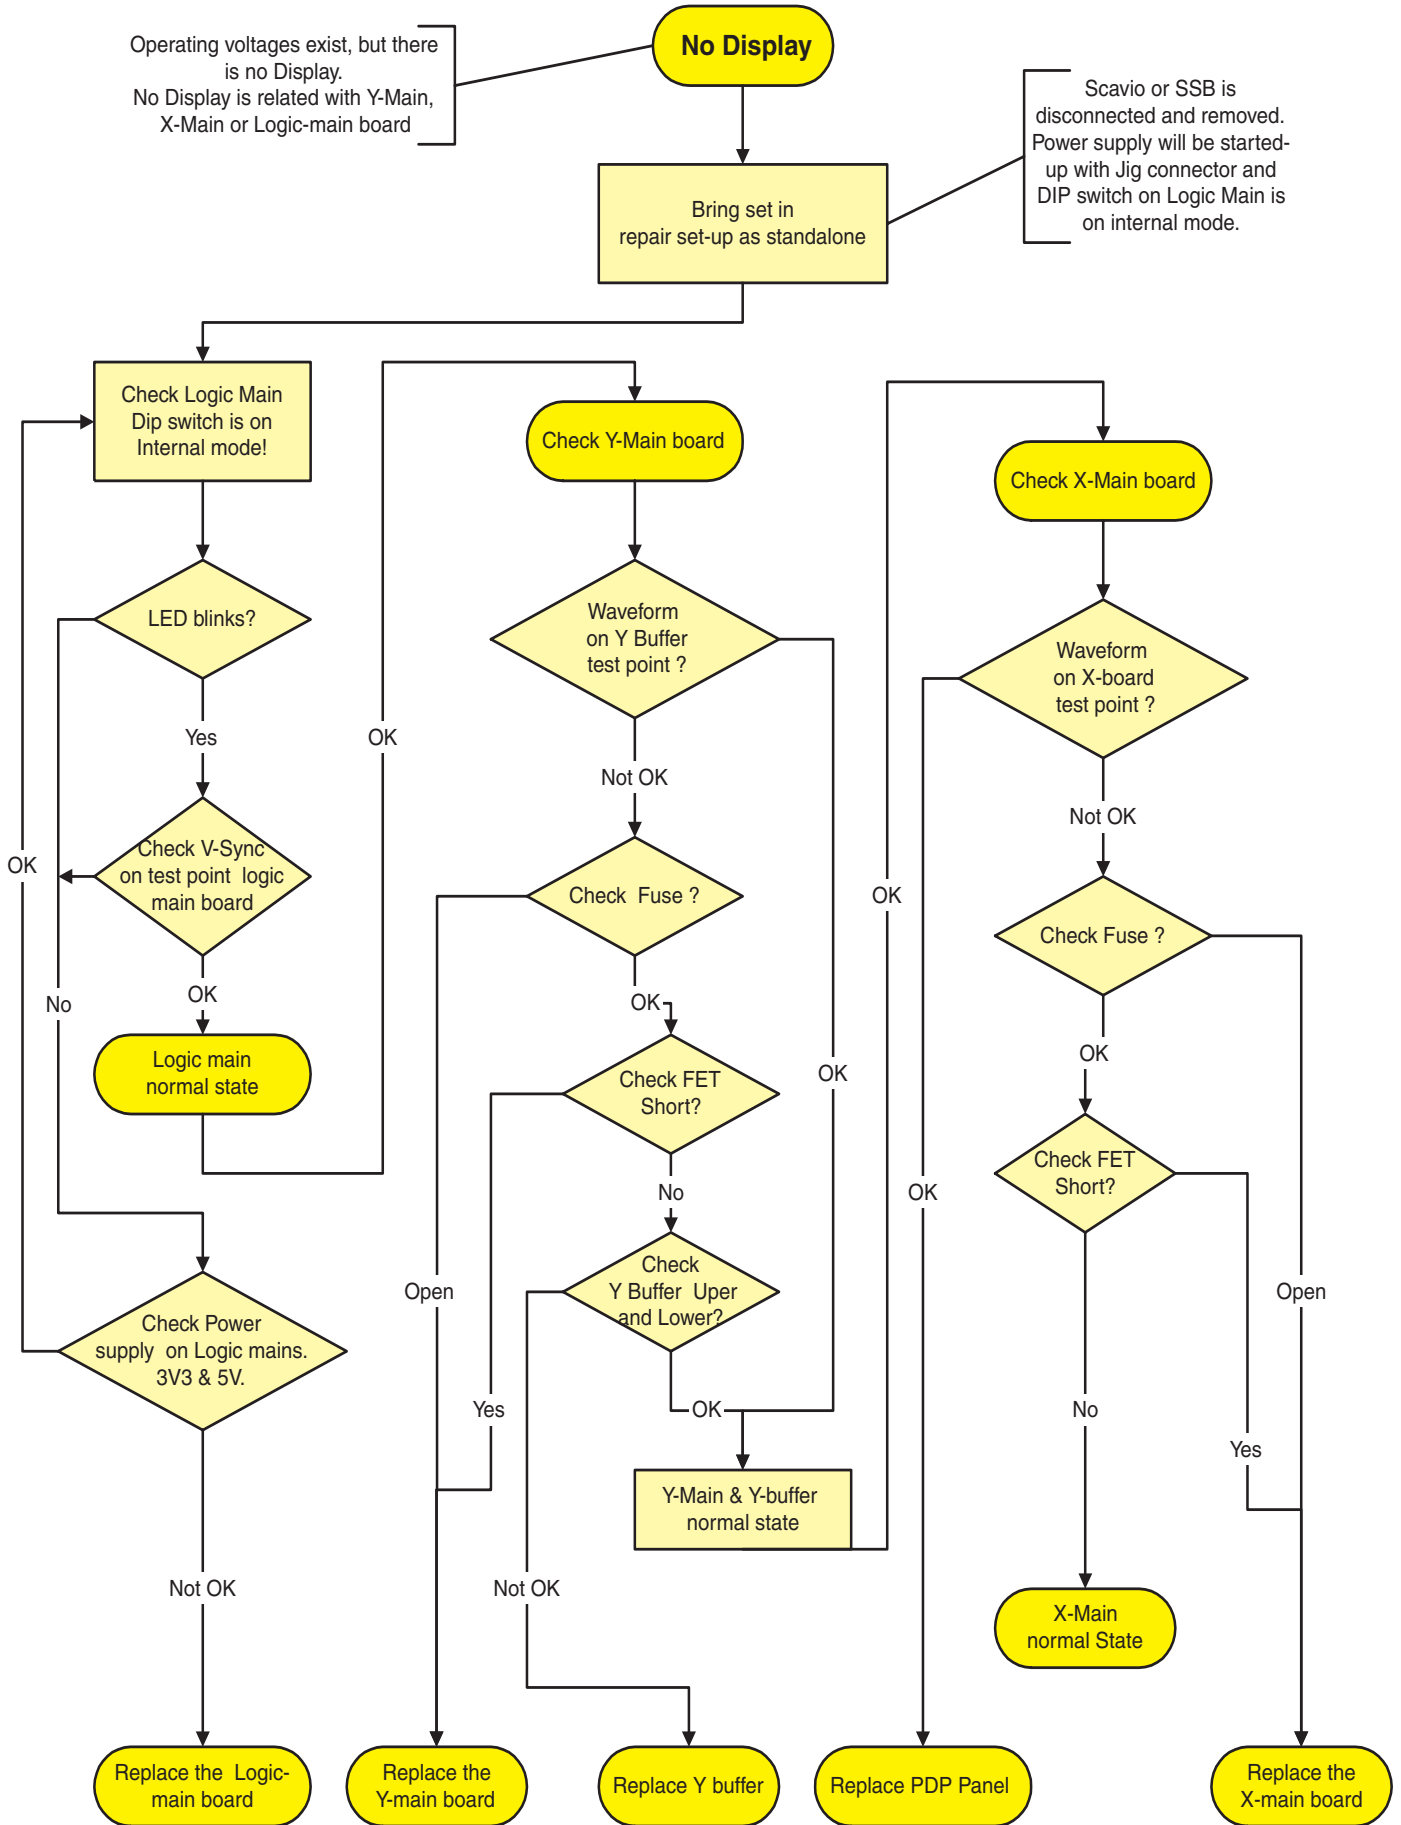 No Display
Operating voltages exist, but there
is no Display.
No Display is related with Y-Main,
X-Main or Logic-main board
Scavio or SSB is
disconnected and removed.
Power supply will be started-
up with Jig connector and
DIP switch on Logic Main is
on internal mode.
Bring set in
repair set-up as standalone
Check Logic Main
Dip switch is on
Internal mode!
Check Y-Main board
Check X-Main board
LED blinks?
Waveform
on Y Buffer
test point ?
Waveform
on X-board
test point ?
Yes
OK
Not OK
Not OK
Check V-Sync
on test point logic
main board
OK
Check Fuse ?
OK
Check Fuse ?
No
OK
OK
Logic main
normal state
Check FET
Short?
OK
OK
Check FET
Short?
No
OK
Check
Y Buffer Uper
and Lower?
Open
Open
Check Power
supply on Logic mains.
3V3 & 5V.
Yes
OK
No
Yes
Y-Main & Y-buffer
normal state
Not OK
Not OK
X-Main
normal State
Replace the Logic-
main board
Replace the
Y-main board
Replace Y buffer
Replace PDP Panel
Replace the
X-main board